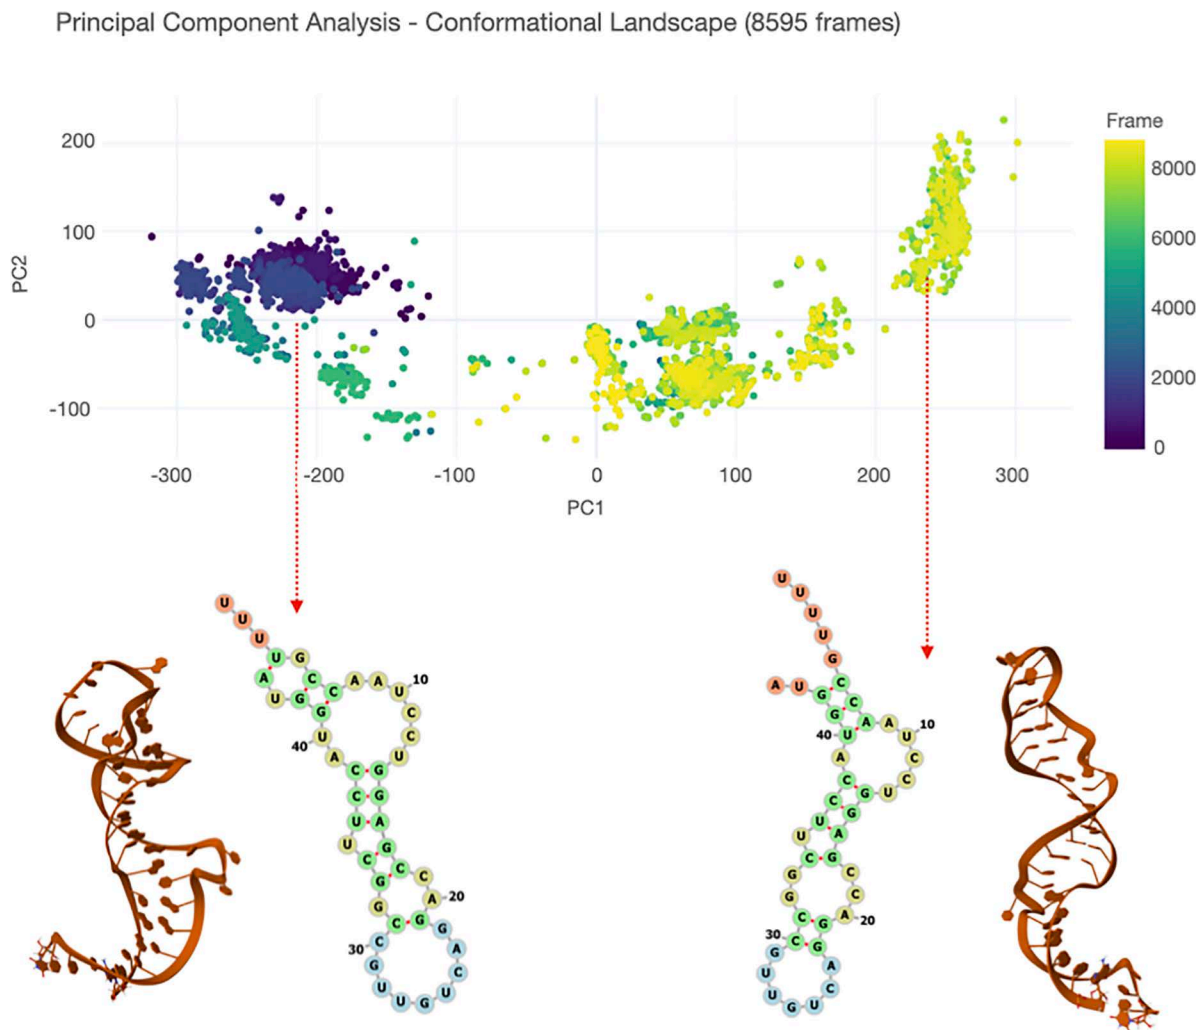 Principal Component Analysis - Conformational Landscape (8595 frames)
Frame
8000
6000
4000
2000
0
PC2
200
100
0
-100
-300 -200 -100 0 100 200 300
PC1
U
U
U
U G
A C C A A U 10
U G G C
40 U C
A U
C G
C G
U A
U G
C C C
G A 20
G C G G
30 C A
G C
U U
U G
U
U
U
U
G
A U G C
C A A U 10
G
40 U C
A C
C G U
C G
U U A
C G
G C
G C
C G A 20
30 C G
G A
U C
U U
G